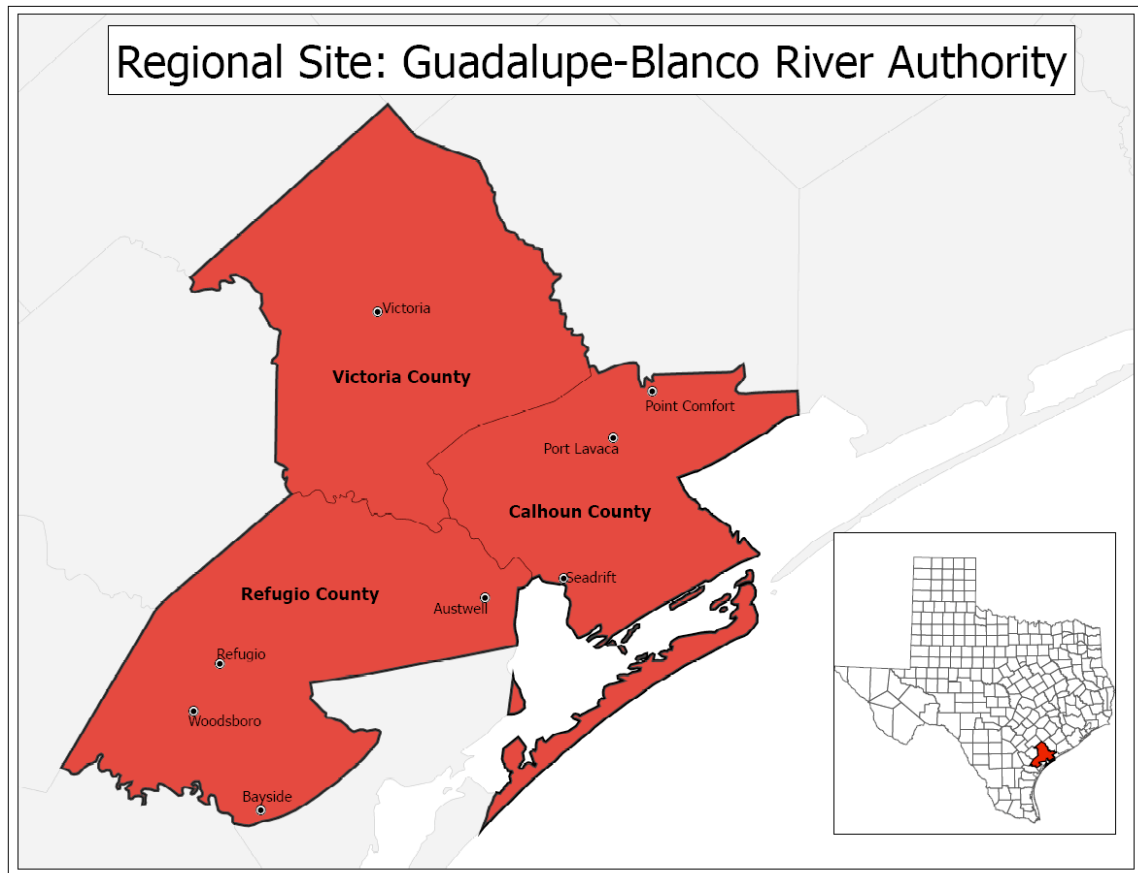 Regional Site: Guadalupe-Blanco River Authority
Victoria
Victoria County
Point Comfort
Port Lavaca
Calhoun County
Seadrift
Refugio County
Austwell
Refugio
Woodsboro
Bayside